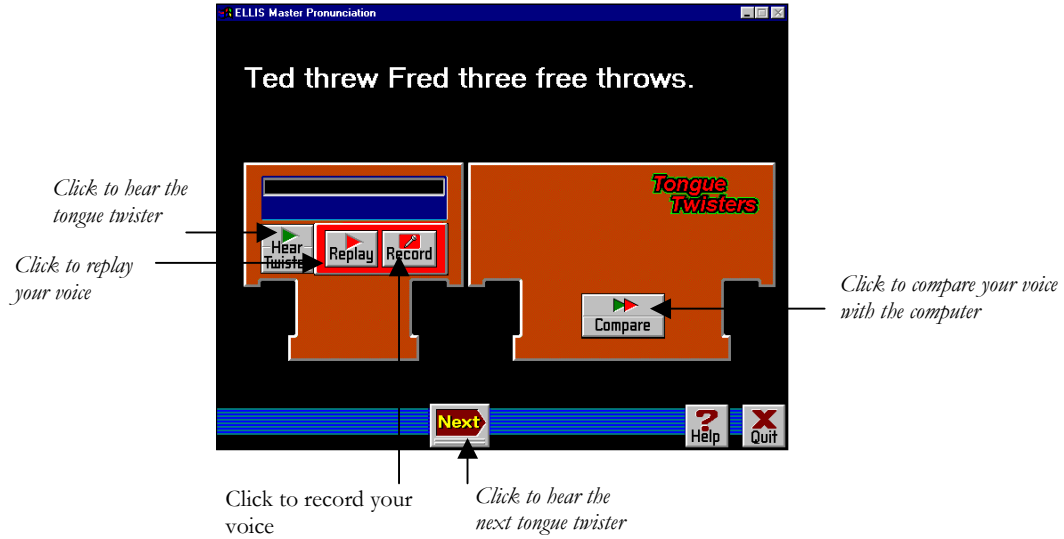 ELLIS Master Pronunciation
Ted threw Fred three free throws.
Click to hear the
tongue twister
Click to replay
your voice
Tongue
Twisters
Hear
Twister
Replay
Record
Compare
Click to compare your voice
with the computer
Next
Help
Quit
Click to record your
voice
Click to hear the
next tongue twister